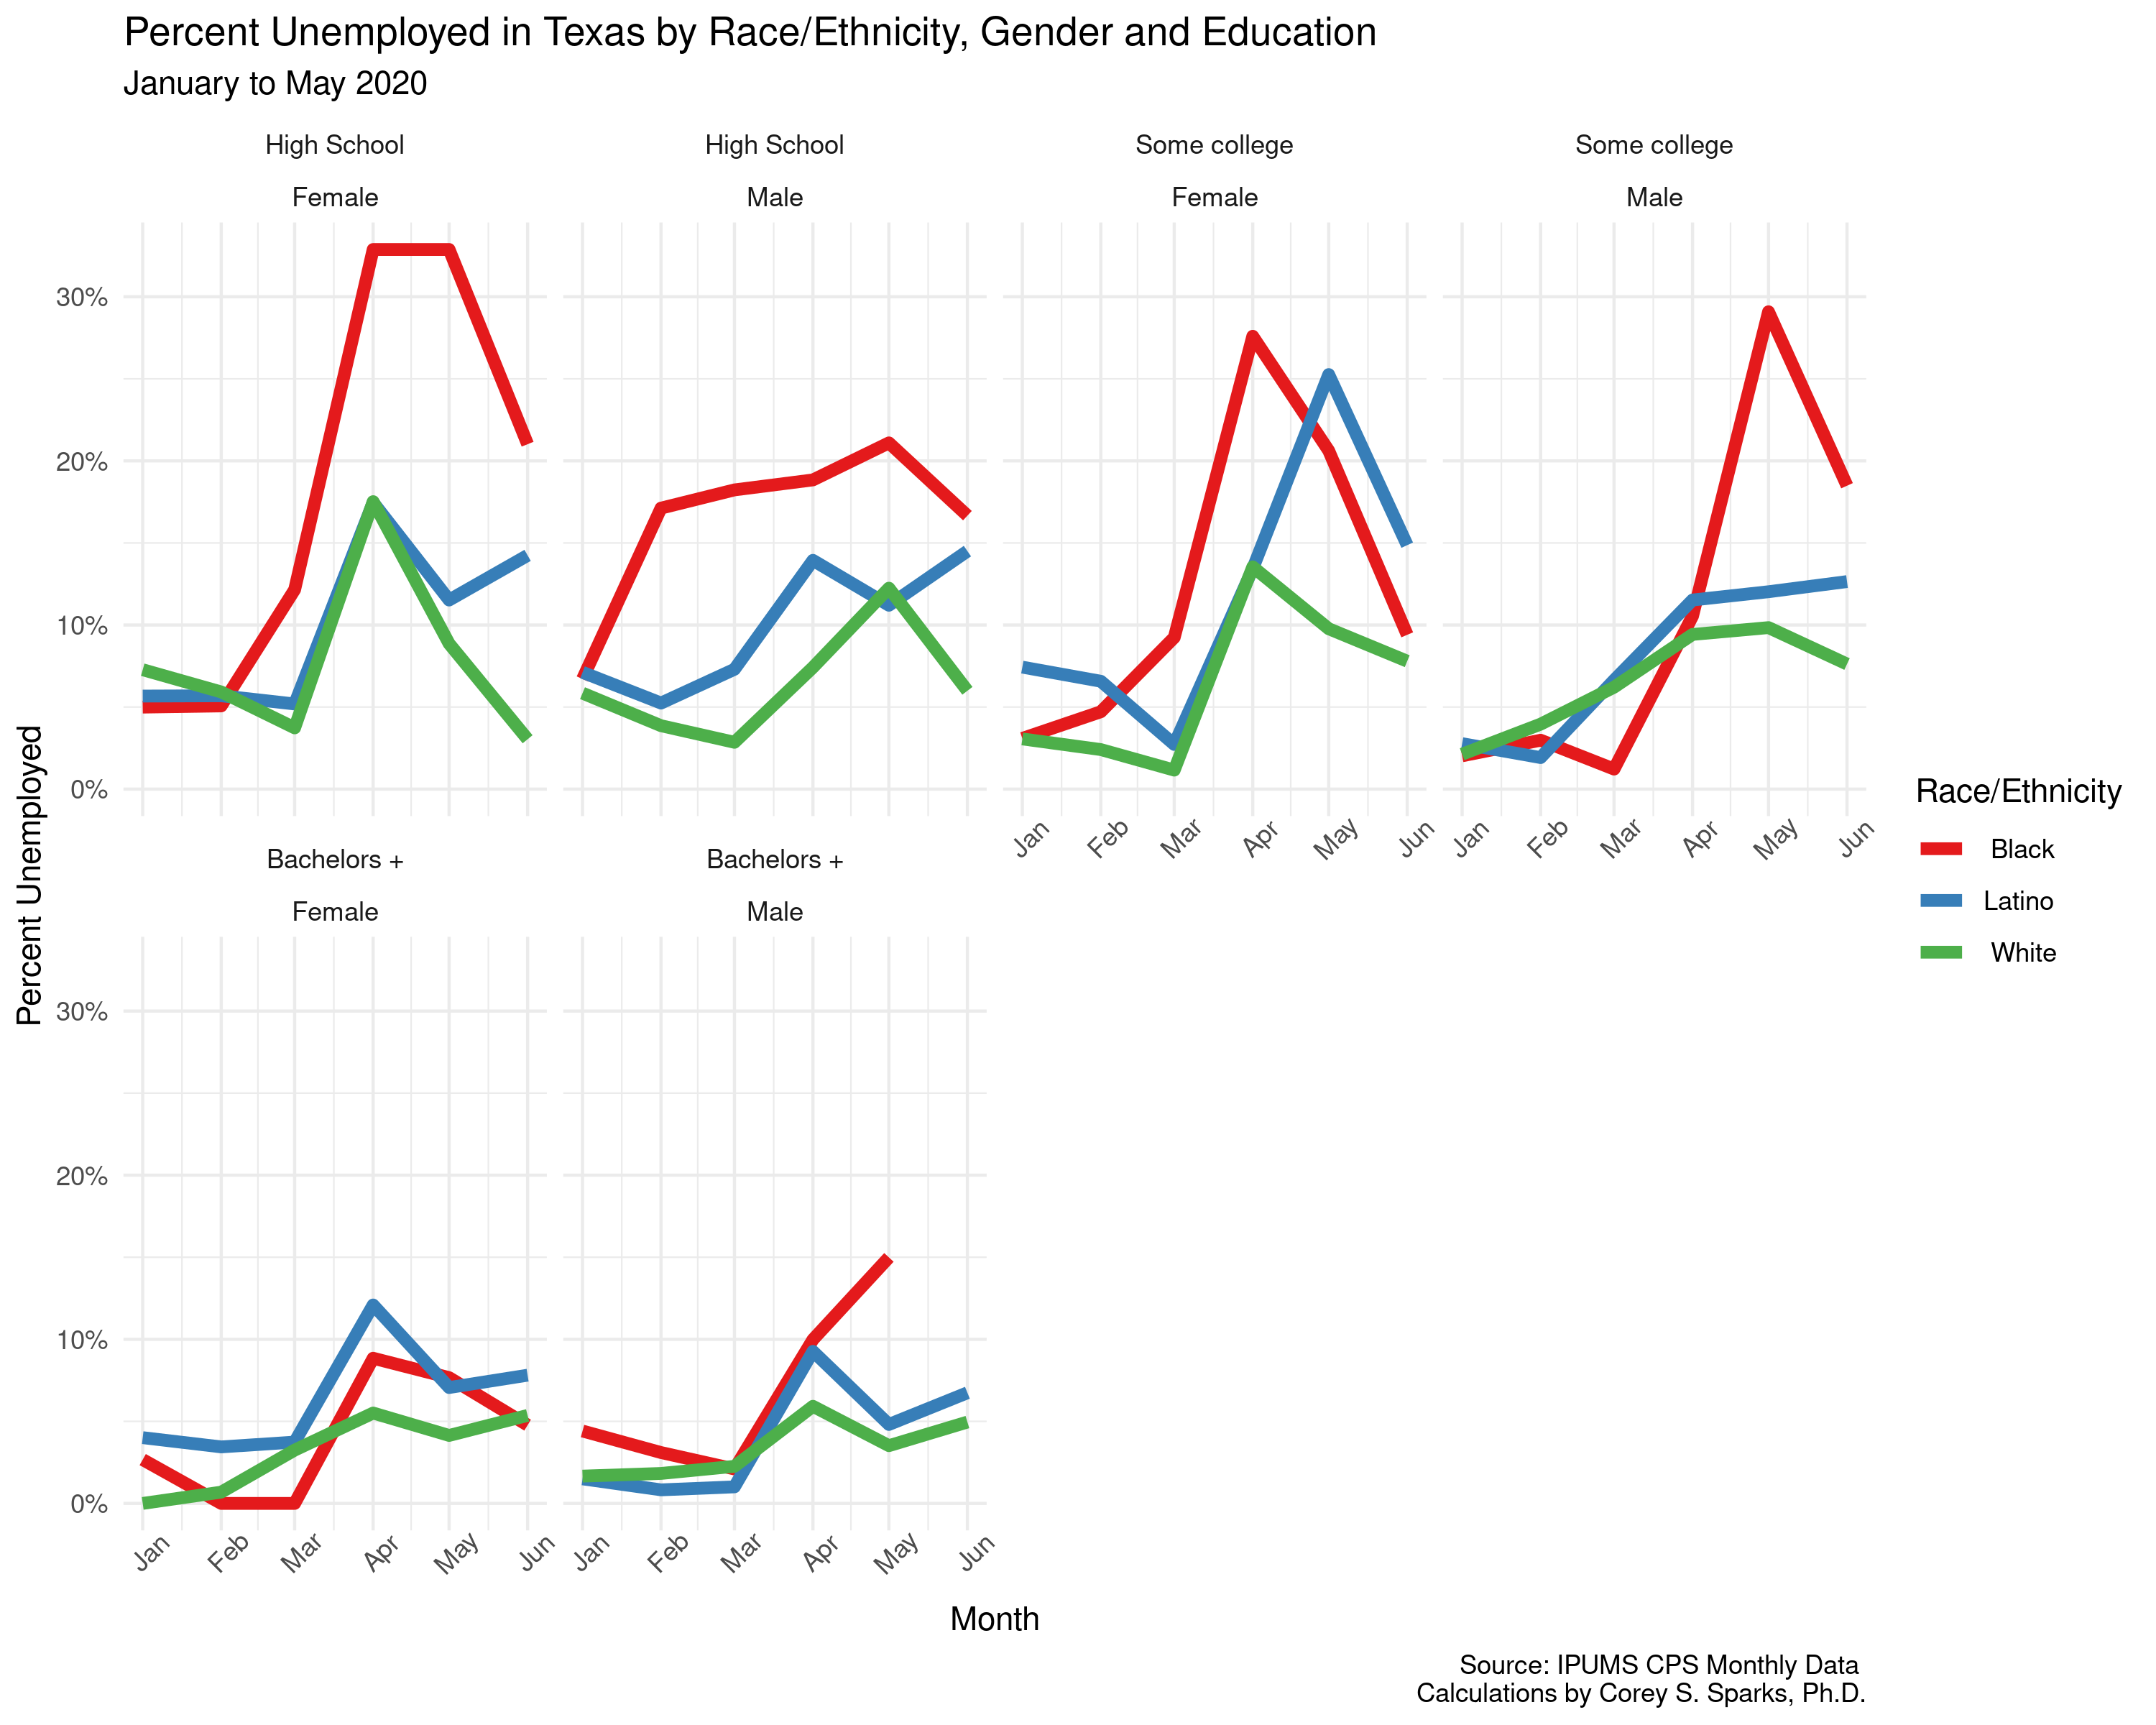 Percent Unemployed in Texas by Race/Ethnicity, Gender and Education
January to May 2020
High School
High School
Some college
Some college
Female
Male
Female
Male
30%
20%
10%
0%
Jan Feb Mar Apr May Jun
Jan Feb Mar Apr May Jun
Bachelors +
Bachelors +
Female
Male
30%
20%
10%
0%
Jan Feb Mar Apr May Jun
Jan Feb Mar Apr May Jun
Percent Unemployed
Month
Race/Ethnicity
Black
Latino
White
Source: IPUMS CPS Monthly Data
Calculations by Corey S. Sparks, Ph.D.